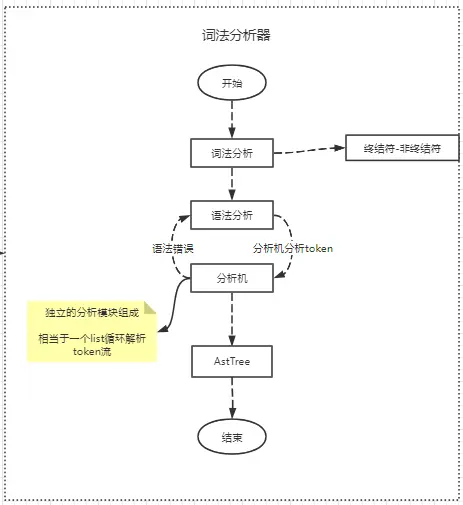 词法分析器
开始
词法分析
终结符-非终结符
语法分析
语法错误
分析机分析token
分析机
独立的分析模块组成
相当于一个list循环解析
token流
AstTree
结束